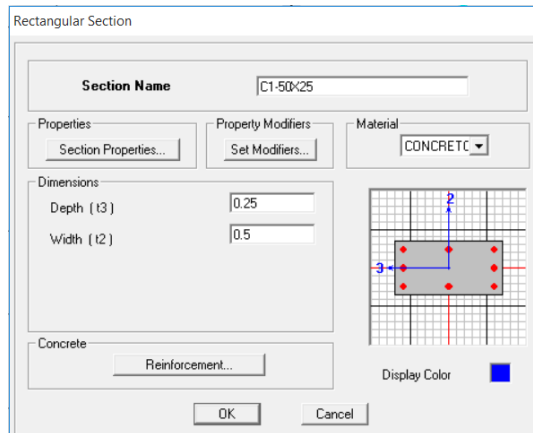 Rectangular Section
Section Name C1-50X25
Properties Property Modifiers Material
Section Properties... Set Modifiers... CONCRETC
Dimensions
Depth ( t3 ) 0.25
Width ( t2 ) 0.5
2
3
Concrete
Reinforcement...
Display Color
OK Cancel